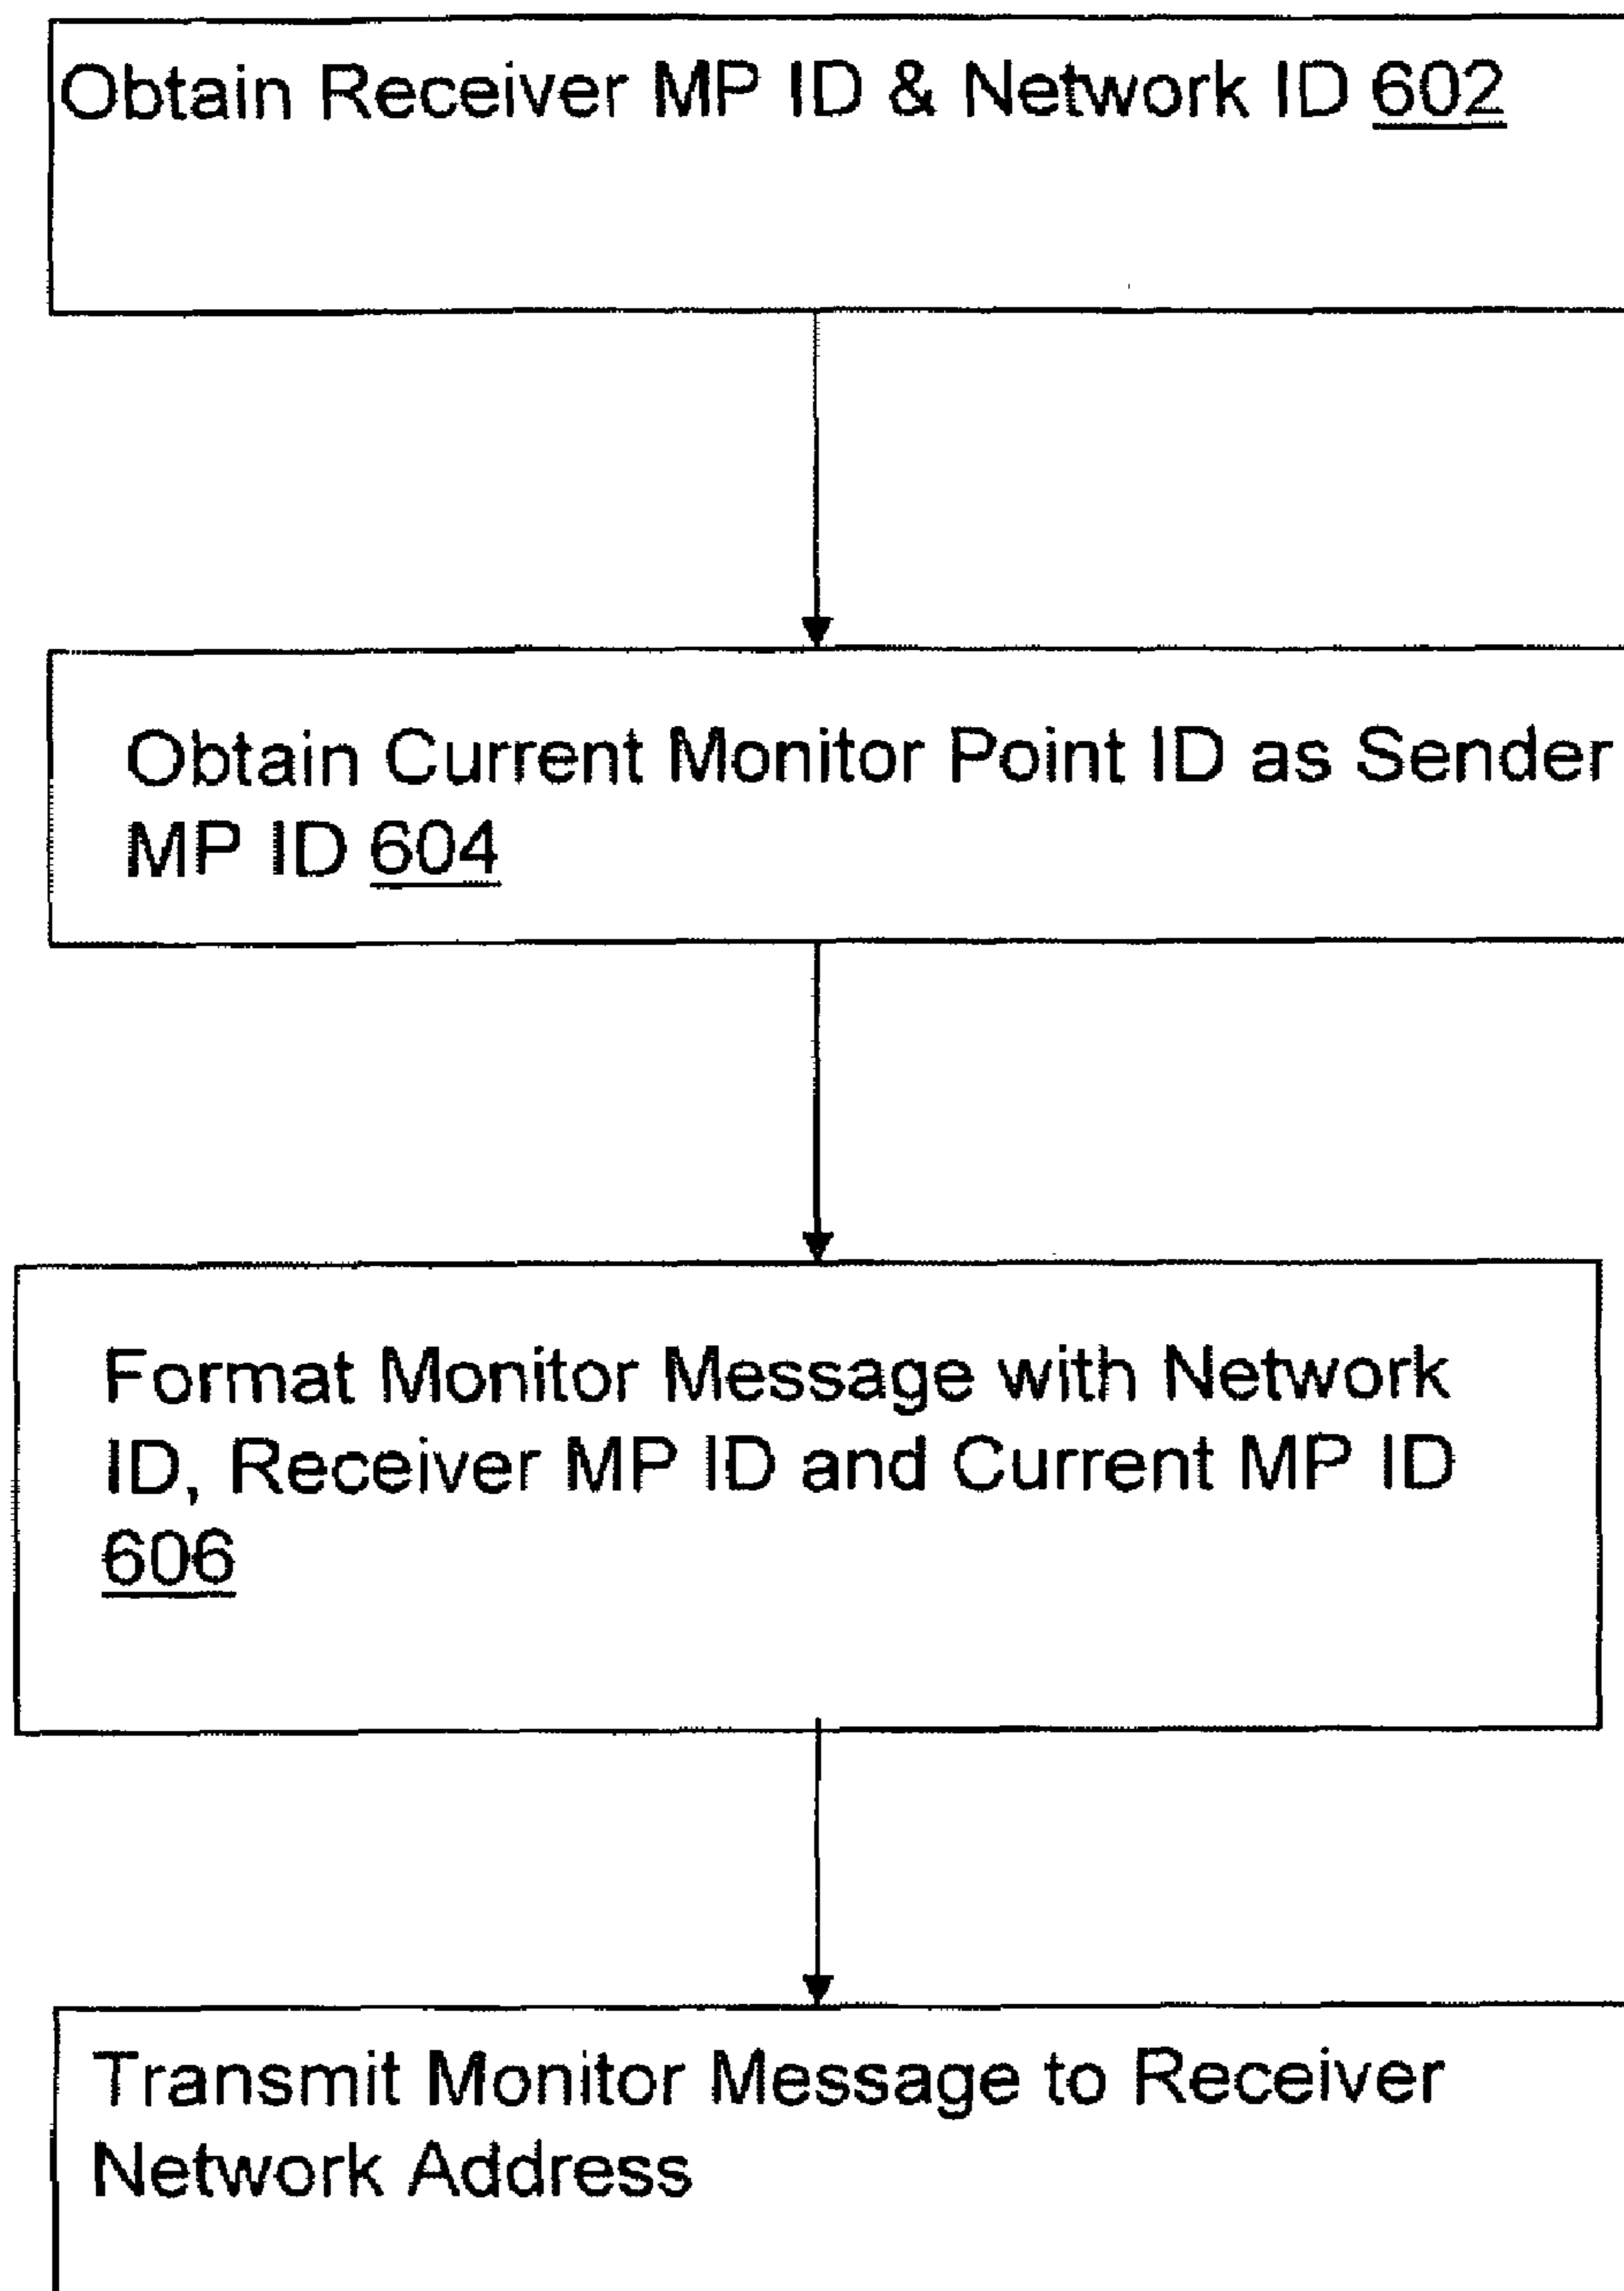 Obtain Receiver MP ID & Network ID 602
Obtain Current Monitor Point ID as Sender
MP ID 604
Format Monitor Message with Network
ID, Receiver MP ID and Current MP ID
606
Transmit Monitor Message to Receiver
Network Address